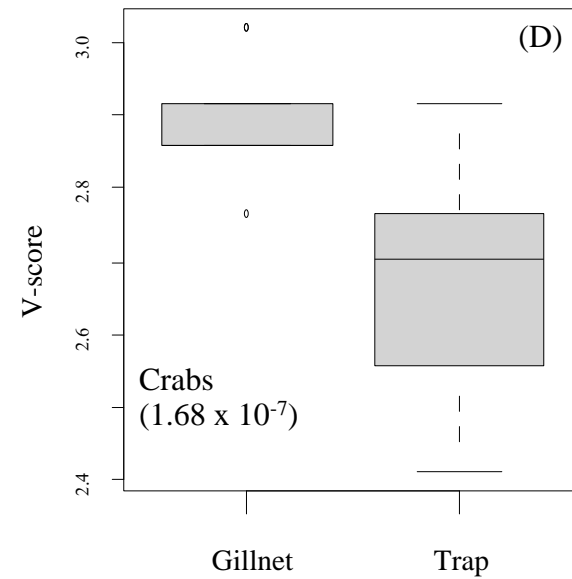 (D)
3.0
2.8
2.6
2.4
V-score
Crabs
(1.68 x 10⁻⁷)
Gillnet Trap